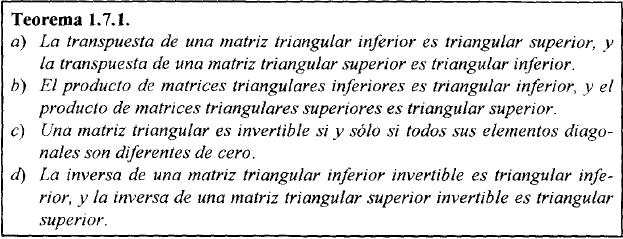 Teorema 1.7.1.
a) La transpuesta de una matriz triangular inferior es triangular superior, y
la transpuesta de una matriz triangular superior es triangular inferior.
b) El producto de matrices triangulares inferiores es triangular inferior, y el
producto de matrices triangulares superiores es triangular superior.
c) Una matriz triangular es invertible si y sólo si todos sus elementos diago-
nales son diferentes de cero.
d) La inversa de una matriz triangular inferior invertible es triangular infe-
rior, y la inversa de una matriz triangular superior invertible es triangular
superior.